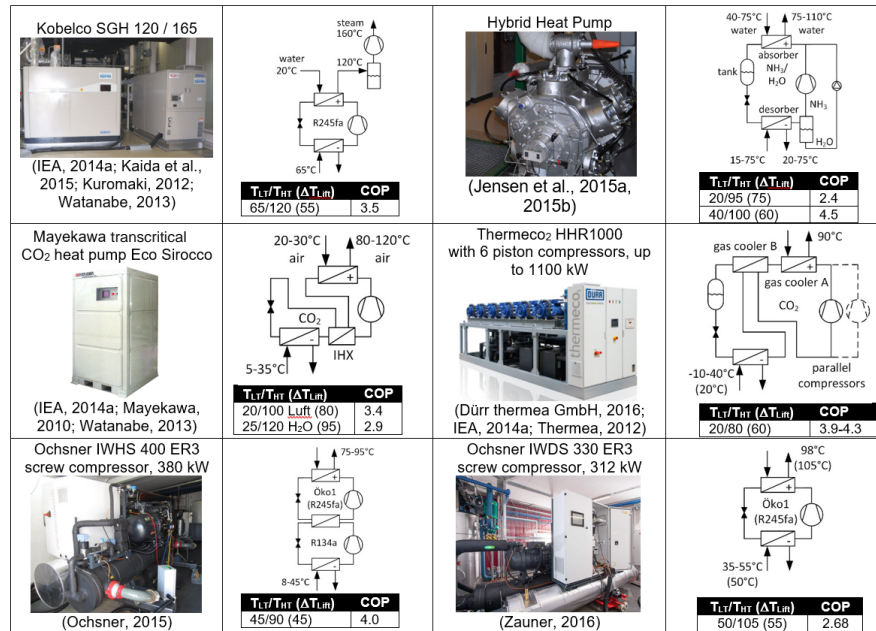 Kobelco SGH 120 / 165
(IEA, 2014a; Kaida et al.,
2015; Kuromaki, 2012;
Watanabe, 2013)
steam
160°C
water
20°C
120°C
+
R245fa
-
65°C
TLT/THT (ΔTLift) COP
65/120 (55) 3.5
Hybrid Heat Pump
(Jensen et al., 2015a,
2015b)
40-75°C 75-110°C
water water
+
absorber
tank
NH3/
H2O
NH3
desorber
-
H2O
15-75°C 20-75°C
TLT/THT (ΔTLift) COP
20/95 (75) 2.4
40/100 (60) 4.5
Mayekawa transcritical
CO2 heat pump Eco Sirocco
(IEA, 2014a; Mayekawa,
2010; Watanabe, 2013)
20-30°C 80-120°C
air air
+
CO2
-
IHX
5-35°C
TLT/THT (ΔTLift) COP
20/100 Luft (80) 3.4
25/120 H2O (95) 2.9
Thermeco2 HHR1000
with 6 piston compressors, up
to 1100 kW
DÜRR
thermeco2
(Dürr thermea GmbH, 2016;
IEA, 2014a; Thermea, 2012)
gas cooler B 90°C
+
gas cooler A
CO2
-
-10-40°C
(20°C)
parallel
compressors
TLT/THT (ΔTLift) COP
20/80 (60) 3.9-4.3
Ochsner IWHS 400 ER3
screw compressor, 380 kW
(Ochsner, 2015)
75-95°C
+
Öko1
(R245fa)
R134a
-
8-45°C
TLT/THT (ΔTLift) COP
45/90 (45) 4.0
Ochsner IWDS 330 ER3
screw compressor, 312 kW
(Zauner, 2016)
98°C
(105°C)
+
Öko1
(R245fa)
-
35-55°C
(50°C)
TLT/THT (ΔTLift) COP
50/105 (55) 2.68